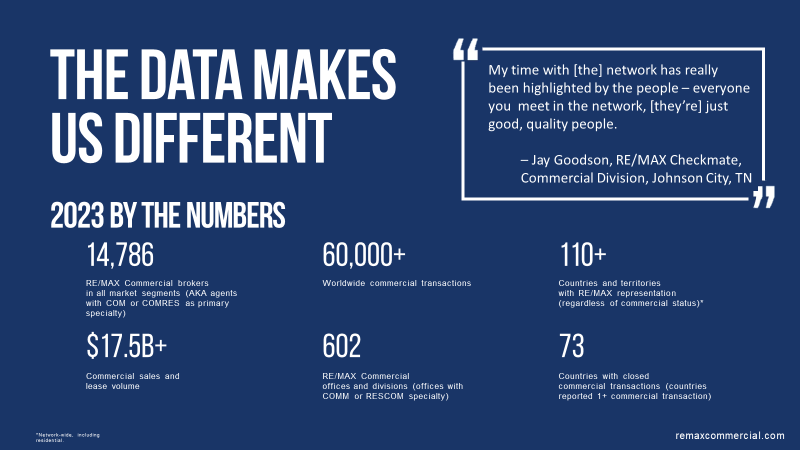 THE DATA MAKES
US DIFFERENT
“
My time with [the] network has really
been highlighted by the people – everyone
you meet in the network, [they’re] just
good, quality people.
– Jay Goodson, RE/MAX Checkmate,
Commercial Division, Johnson City, TN
”
2023 BY THE NUMBERS
14,786
RE/MAX Commercial brokers
in all market segments (AKA agents
with COM or COMRES as primary
specialty)
60,000+
Worldwide commercial transactions
110+
Countries and territories
with RE/MAX representation
(regardless of commercial status)*
$17.5B+
Commercial sales and
lease volume
602
RE/MAX Commercial
offices and divisions (offices with
COMM or RESCOM specialty)
73
Countries with closed
commercial transactions (countries
reported 1+ commercial transaction)
*Network-wide, including
residential.
remaxcommercial.com